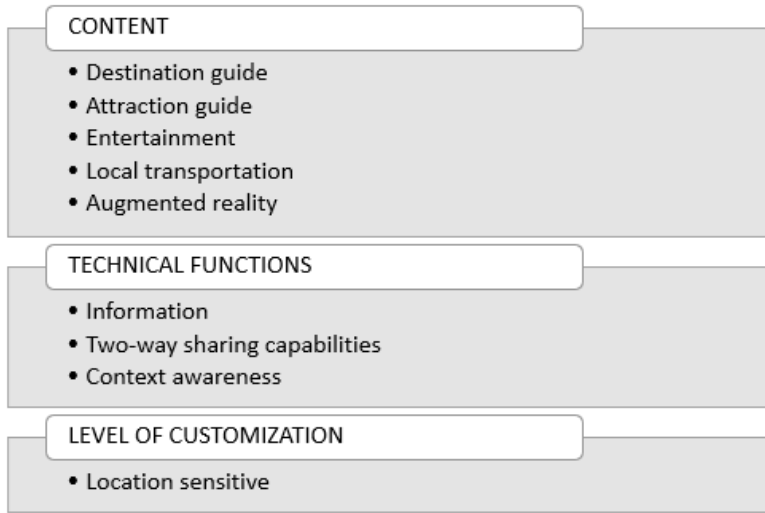 CONTENT
• Destination guide
• Attraction guide
• Entertainment
• Local transportation
• Augmented reality
TECHNICAL FUNCTIONS
• Information
• Two-way sharing capabilities
• Context awareness
LEVEL OF CUSTOMIZATION
• Location sensitive